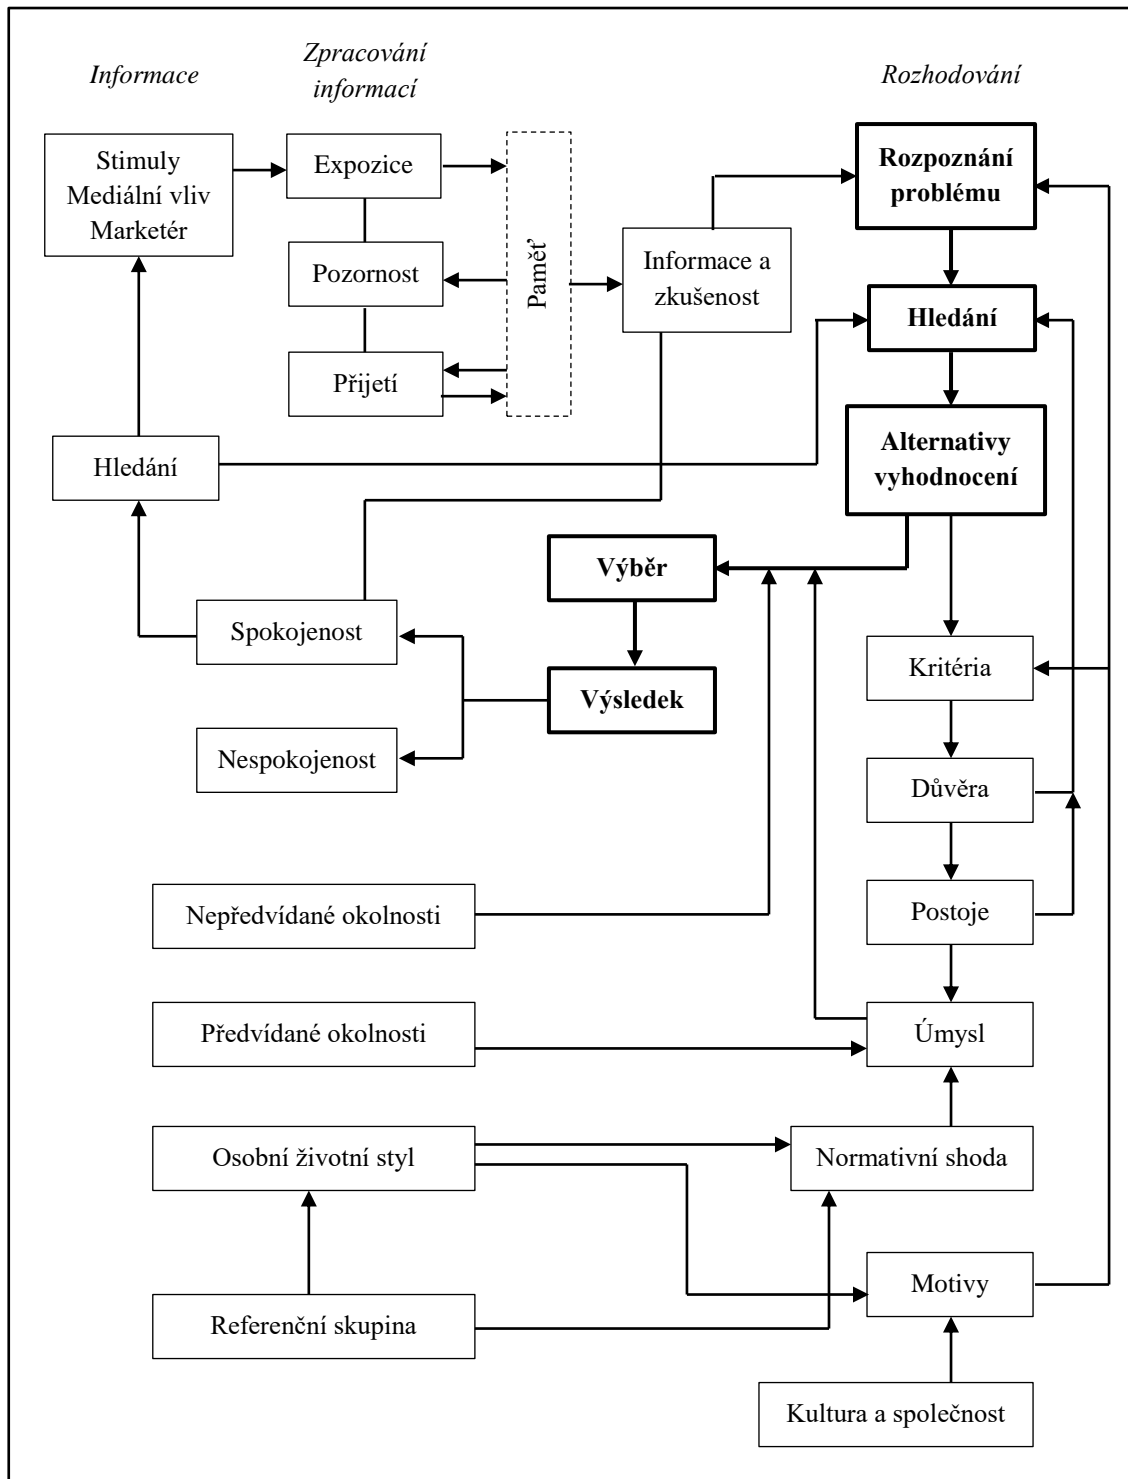 Informace
Zpracování
informací
Rozhodování
Stimuly
Mediální vliv
Marketér
Expozice
Pozornost
Přijetí
Paměť
Informace a
zkušenost
Rozpoznání
problému
Hledání
Alternativy
vyhodnocení
Hledání
Výběr
Spokojenost
Výsledek
Nespokojenost
Kritéria
Důvěra
Nepředvídané okolnosti
Postoje
Předvídané okolnosti
Úmysl
Osobní životní styl
Normativní shoda
Motivy
Referenční skupina
Kultura a společnost